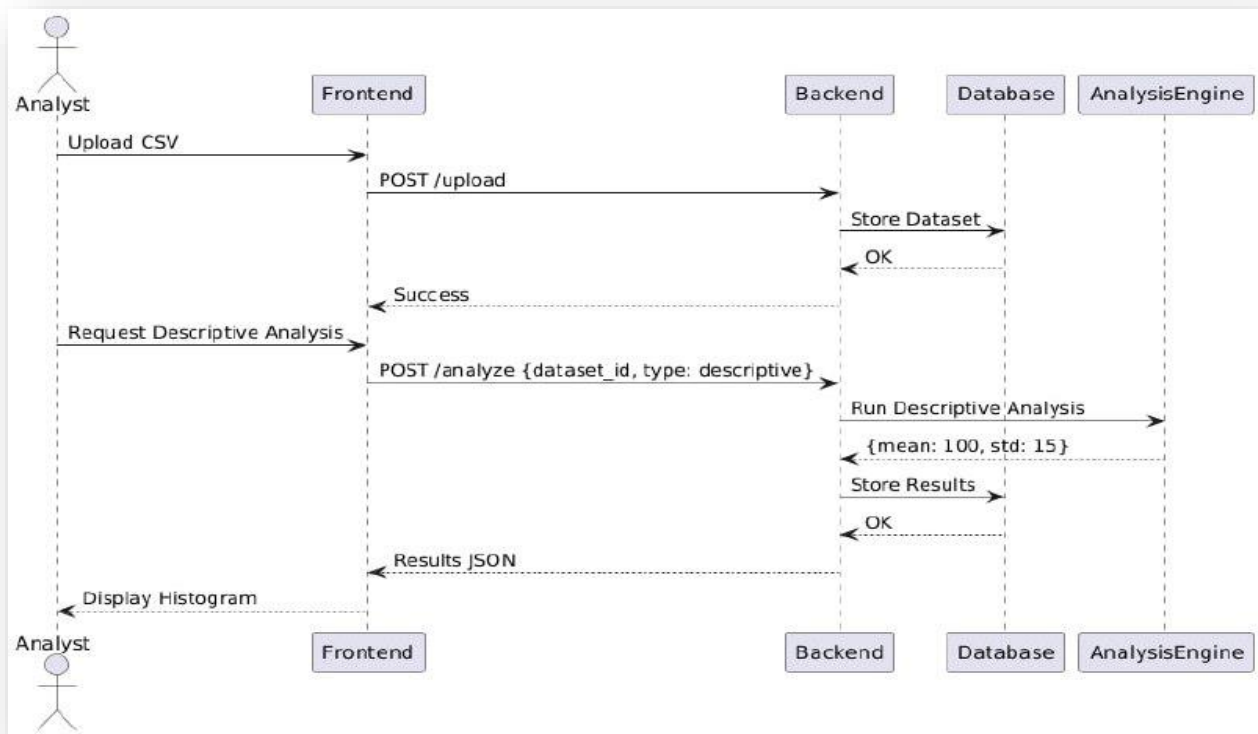 Analyst
Frontend
Backend
Database
AnalysisEngine
Upload CSV
POST /upload
Store Dataset
OK
Success
Request Descriptive Analysis
POST /analyze {dataset_id, type: descriptive}
Run Descriptive Analysis
{mean: 100, std: 15}
Store Results
OK
Results JSON
Display Histogram
Analyst
Frontend
Backend
Database
AnalysisEngine